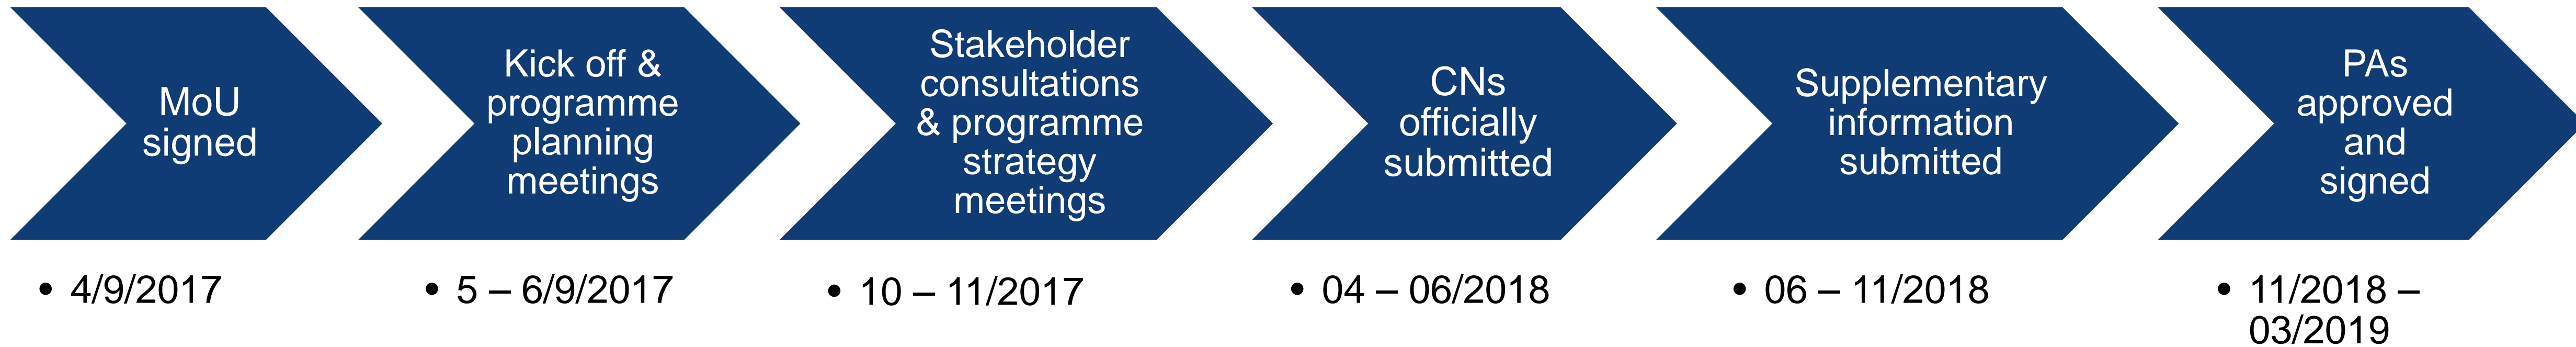 MoU
signed
Kick off &
programme
planning
meetings
Stakeholder
consultations
& programme
strategy
meetings
CNs
officially
submitted
Supplementary
information
submitted
PAs
approved
and
signed
• 4/9/2017
• 5 – 6/9/2017
• 10 – 11/2017
• 04 – 06/2018
• 06 – 11/2018
• 11/2018 –
03/2019